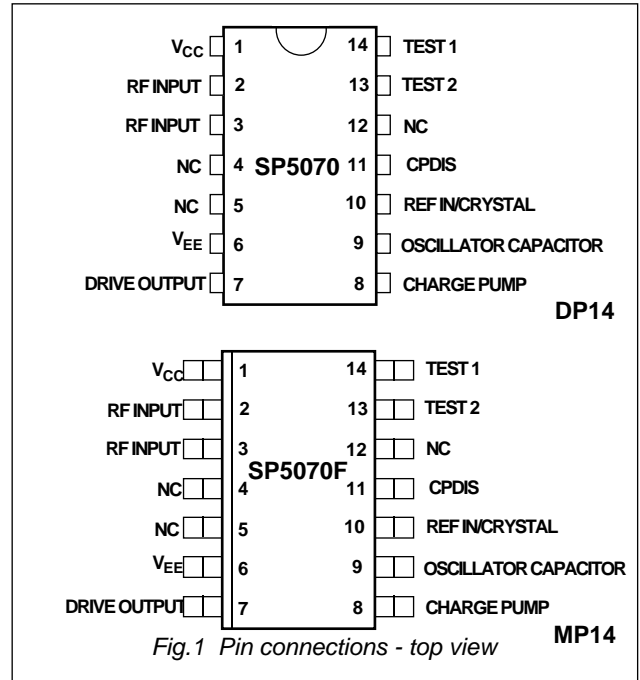 V_CC 1 14 TEST 1
RF INPUT 2 13 TEST 2
RF INPUT 3 12 NC
NC 4 SP5070 11 CPDIS
NC 5 10 REF IN/CRYSTAL
V_EE 6 9 OSCILLATOR CAPACITOR
DRIVE OUTPUT 7 8 CHARGE PUMP
DP14
V_CC 1 14 TEST 1
RF INPUT 2 13 TEST 2
RF INPUT 3 12 NC
SP5070F
NC 4 11 CPDIS
NC 5 10 REF IN/CRYSTAL
V_EE 6 9 OSCILLATOR CAPACITOR
DRIVE OUTPUT 7 8 CHARGE PUMP
Fig.1 Pin connections - top view MP14